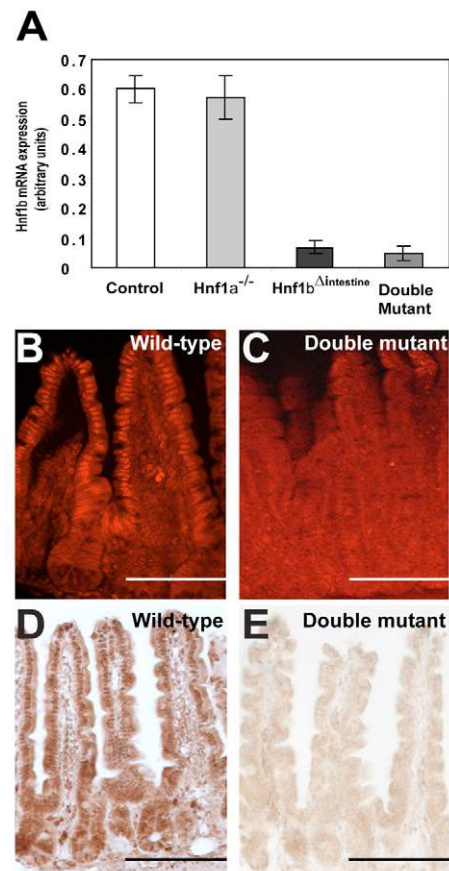 A
Hnf1b mRNA expression
(arbitrary units)
0.7
0.6
0.5
0.4
0.3
0.2
0.1
0
Control
Hnf1a-/-
Hnf1bΔintestine
Double
Mutant
B
Wild-type
C
Double mutant
D
Wild-type
E
Double mutant